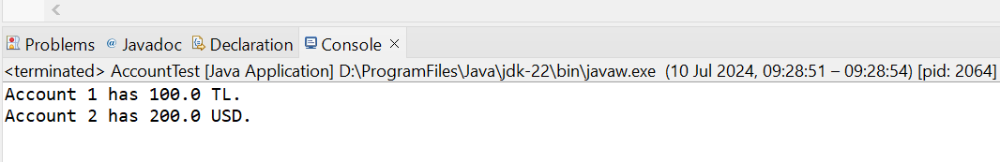 Problems @ Javadoc Declaration Console
<terminated> AccountTest [Java Application] D:\ProgramFiles\Java\jdk-22\bin\javaw.exe (10 Jul 2024, 09:28:51 – 09:28:54) [pid: 2064]
Account 1 has 100.0 TL.
Account 2 has 200.0 USD.